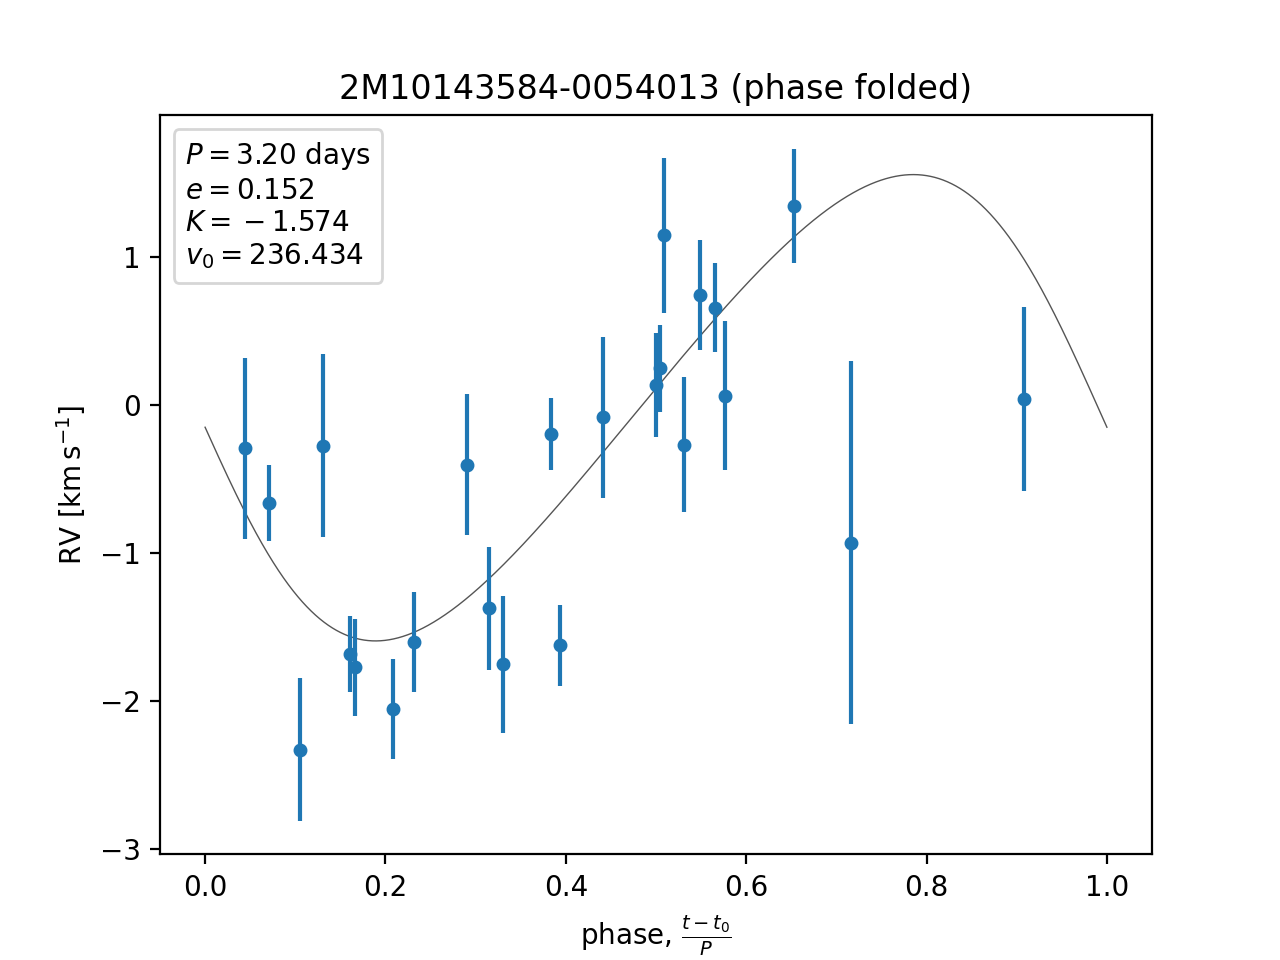 2M10143584-0054013 (phase folded)
P = 3.20 days
e = 0.152
K = −1.574
v₀ = 236.434
RV [km s⁻¹]
1
0
−1
−2
−3
0.0 0.2 0.4 0.6 0.8 1.0
phase, (t − t₀)/P